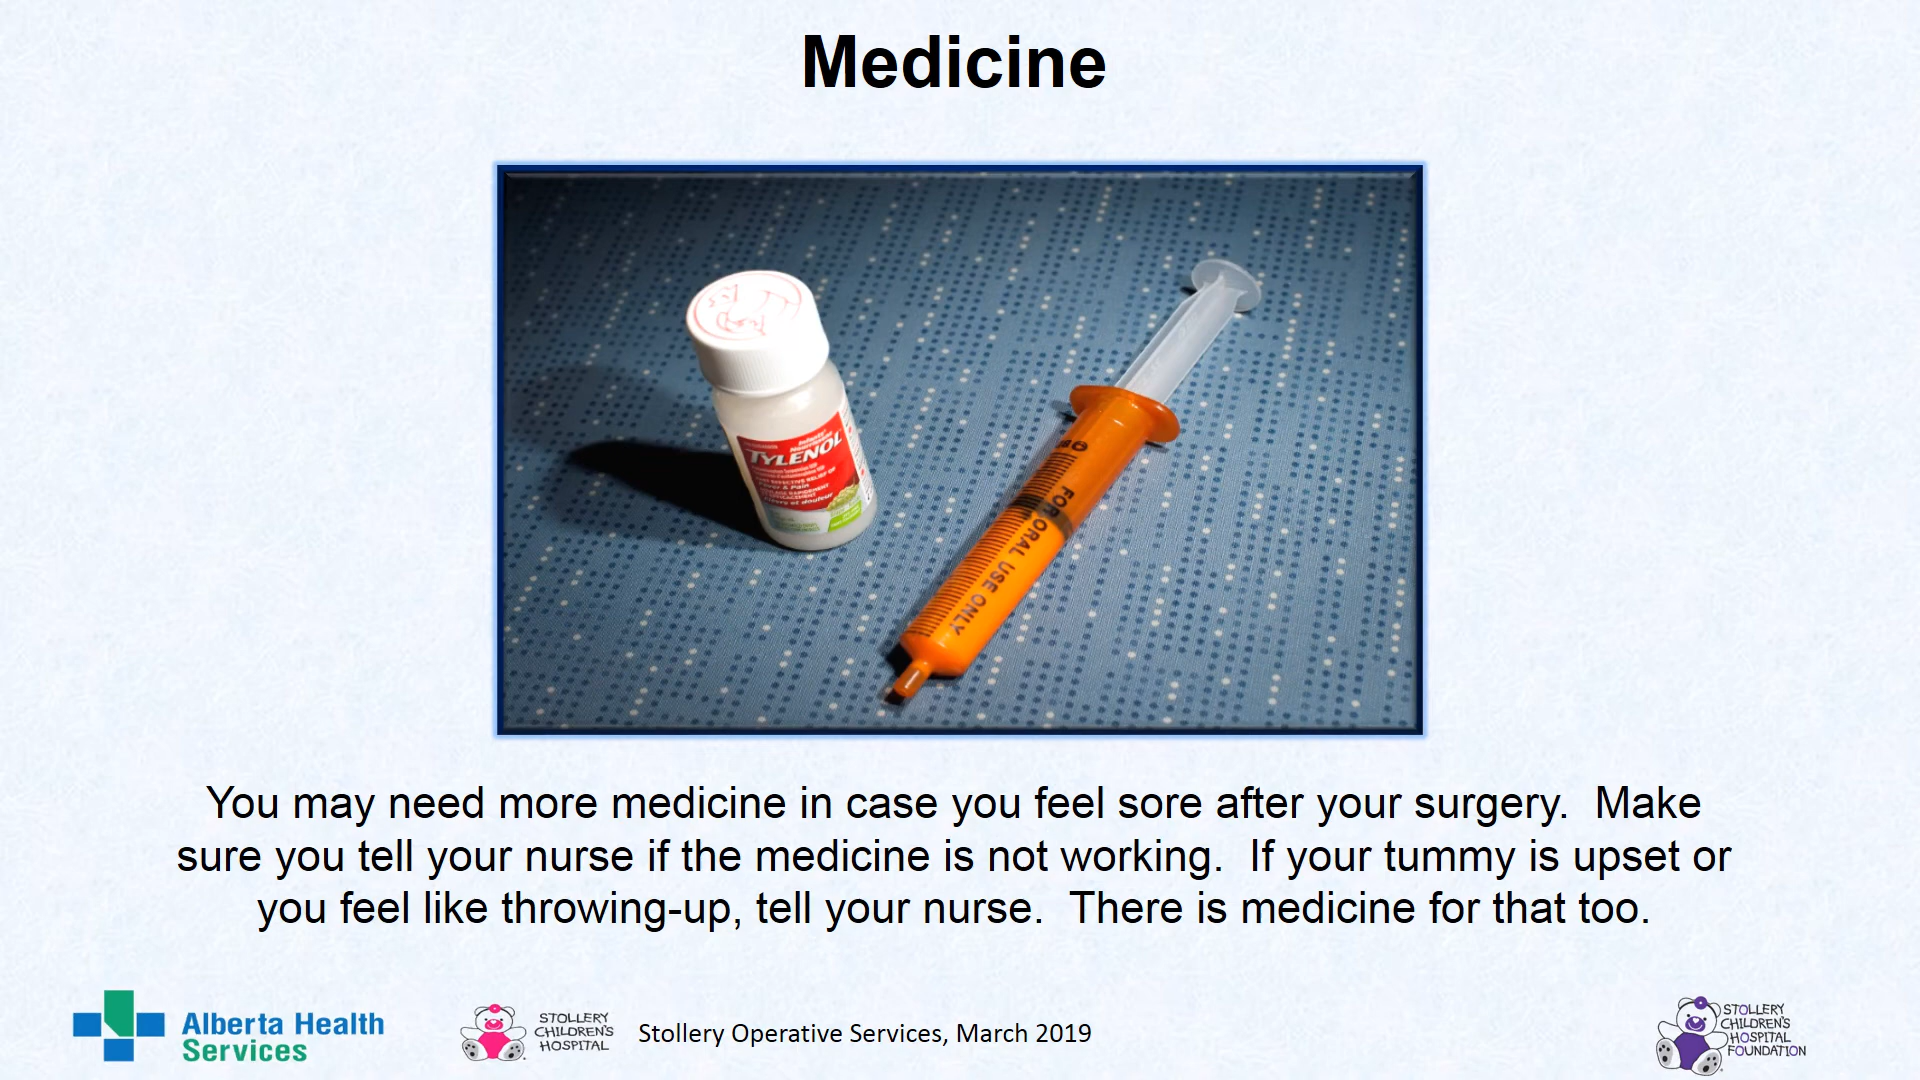 Medicine
TYLENOL
FOR ORAL USE ONLY
You may need more medicine in case you feel sore after your surgery.  Make
sure you tell your nurse if the medicine is not working.  If your tummy is upset or
you feel like throwing-up, tell your nurse.  There is medicine for that too.
Alberta Health
Services
STOLLERY
CHILDREN'S
HOSPITAL
Stollery Operative Services, March 2019
STOLLERY
CHILDREN'S
HOSPITAL
FOUNDATION